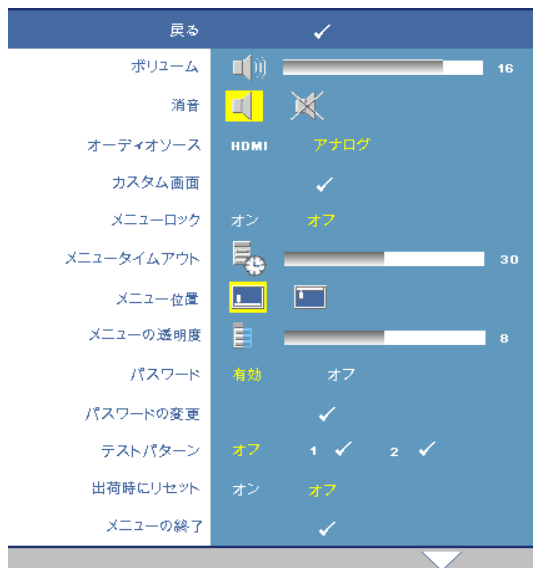 戻る
ボリューム 16
消音
オーディオソース HDMI アナログ
カスタム画面
メニューロック オン オフ
メニュータイムアウト 30
メニュー位置
メニューの透明度 8
パスワード 有効 オフ
パスワードの変更
テストパターン オフ 1 2
出荷時にリセット オン オフ
メニューの終了